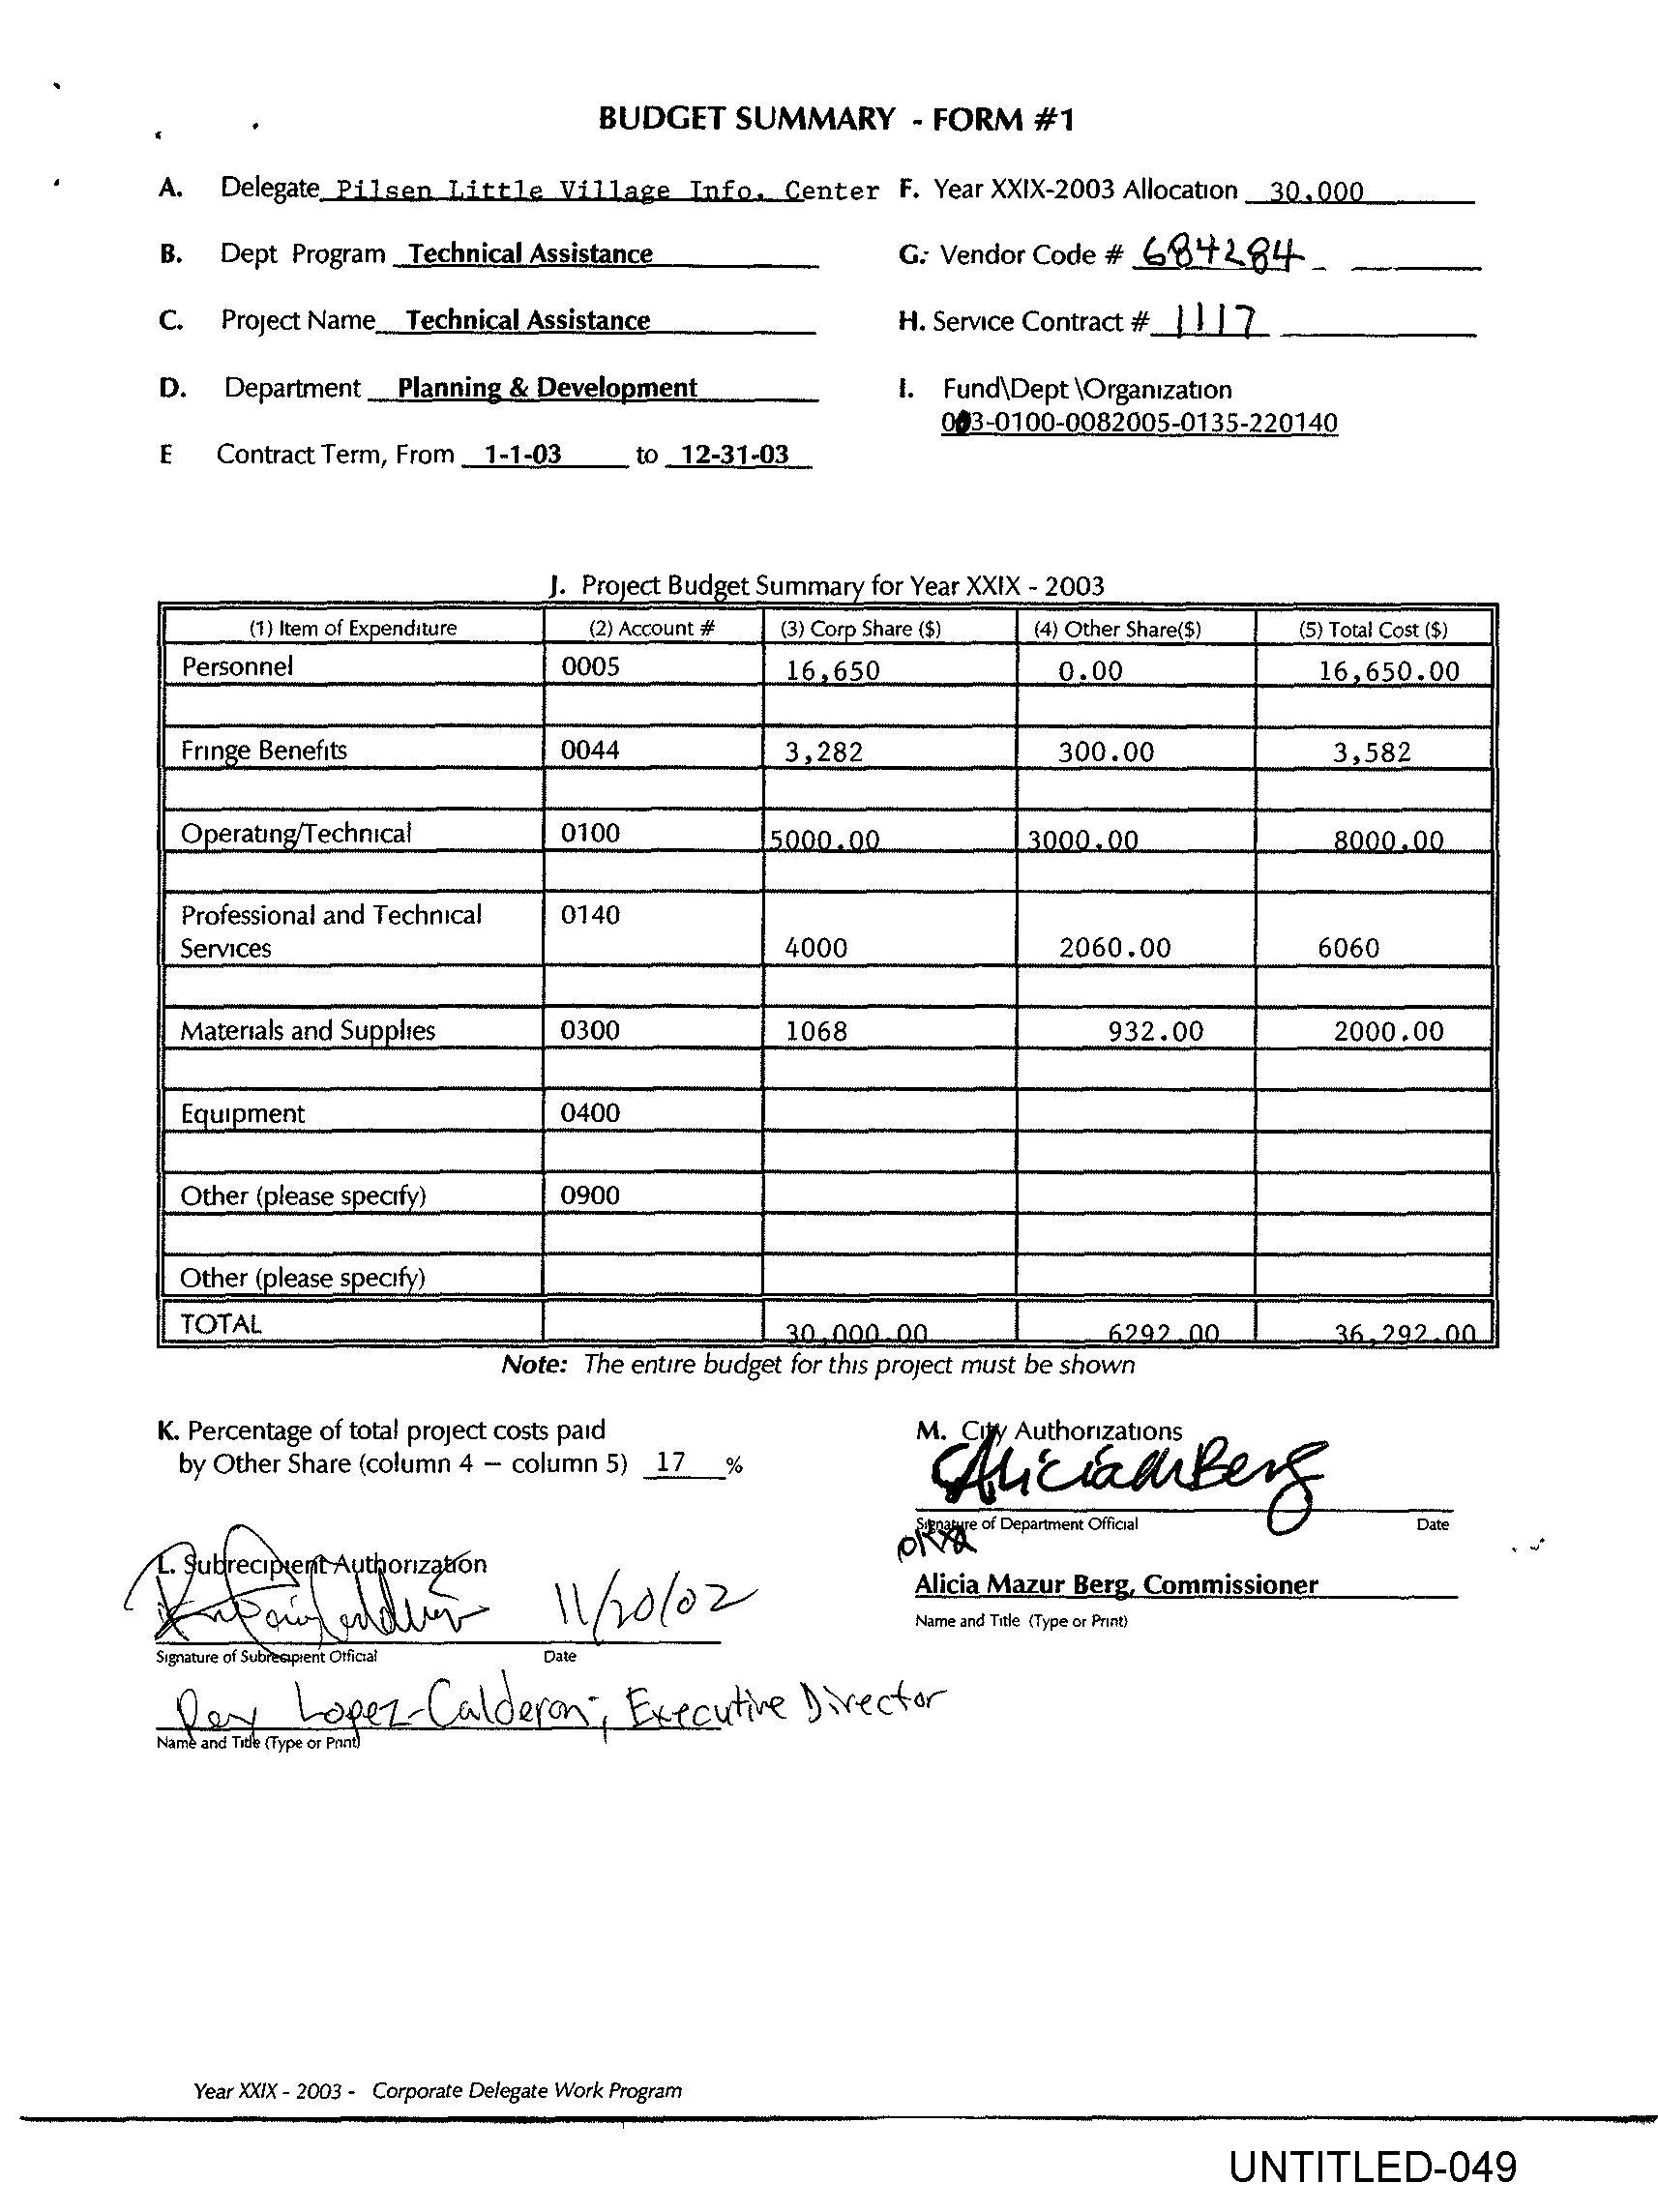 BUDGET SUMMARY - FORM #1
A. Delegate Pilsen Little Village Info. Center F. Year XXIX-2003 Allocation 30,000
B. Dept Program Technical Assistance G: Vendor Code # 684284
C. Project Name Technical Assistance H. Service Contract # 1117
D. Department Planning & Development I. Fund\Dept \Organization
003-0100-0082005-0135-220140
E Contract Term, From 1-1-03 to 12-31-03
J. Project Budget Summary for Year XXIX - 2003
(1) Item of Expenditure (2) Account # (3) Corp Share ($) (4) Other Share($) (5) Total Cost ($)
Personnel 0005 16,650 0.00 16,650.00
Fringe Benefits 0044 3,282 300.00 3,582
Operating/Technical 0100 5000.00 3000.00 8000.00
Professional and Technical 0140
Services 4000 2060.00 6060
Materials and Supplies 0300 1068 932.00 2000.00
Equipment 0400
Other (please specify) 0900
Other (please specify)
TOTAL 30,000.00 6292.00 36,292.00
Note: The entire budget for this project must be shown
K. Percentage of total project costs paid
by Other Share (column 4 – column 5) 17 %
M. City Authorizations
Alicia M Berg
Signature of Department Official Date
L. Subrecipient Authorization
11/20/02
Alicia Mazur Berg, Commissioner
Name and Title (Type or Print)
Signature of Subrecipient Official Date
Rey Lopez-Calderon, Executive Director
Name and Title (Type or Print)
Year XXIX - 2003 - Corporate Delegate Work Program
UNTITLED-049